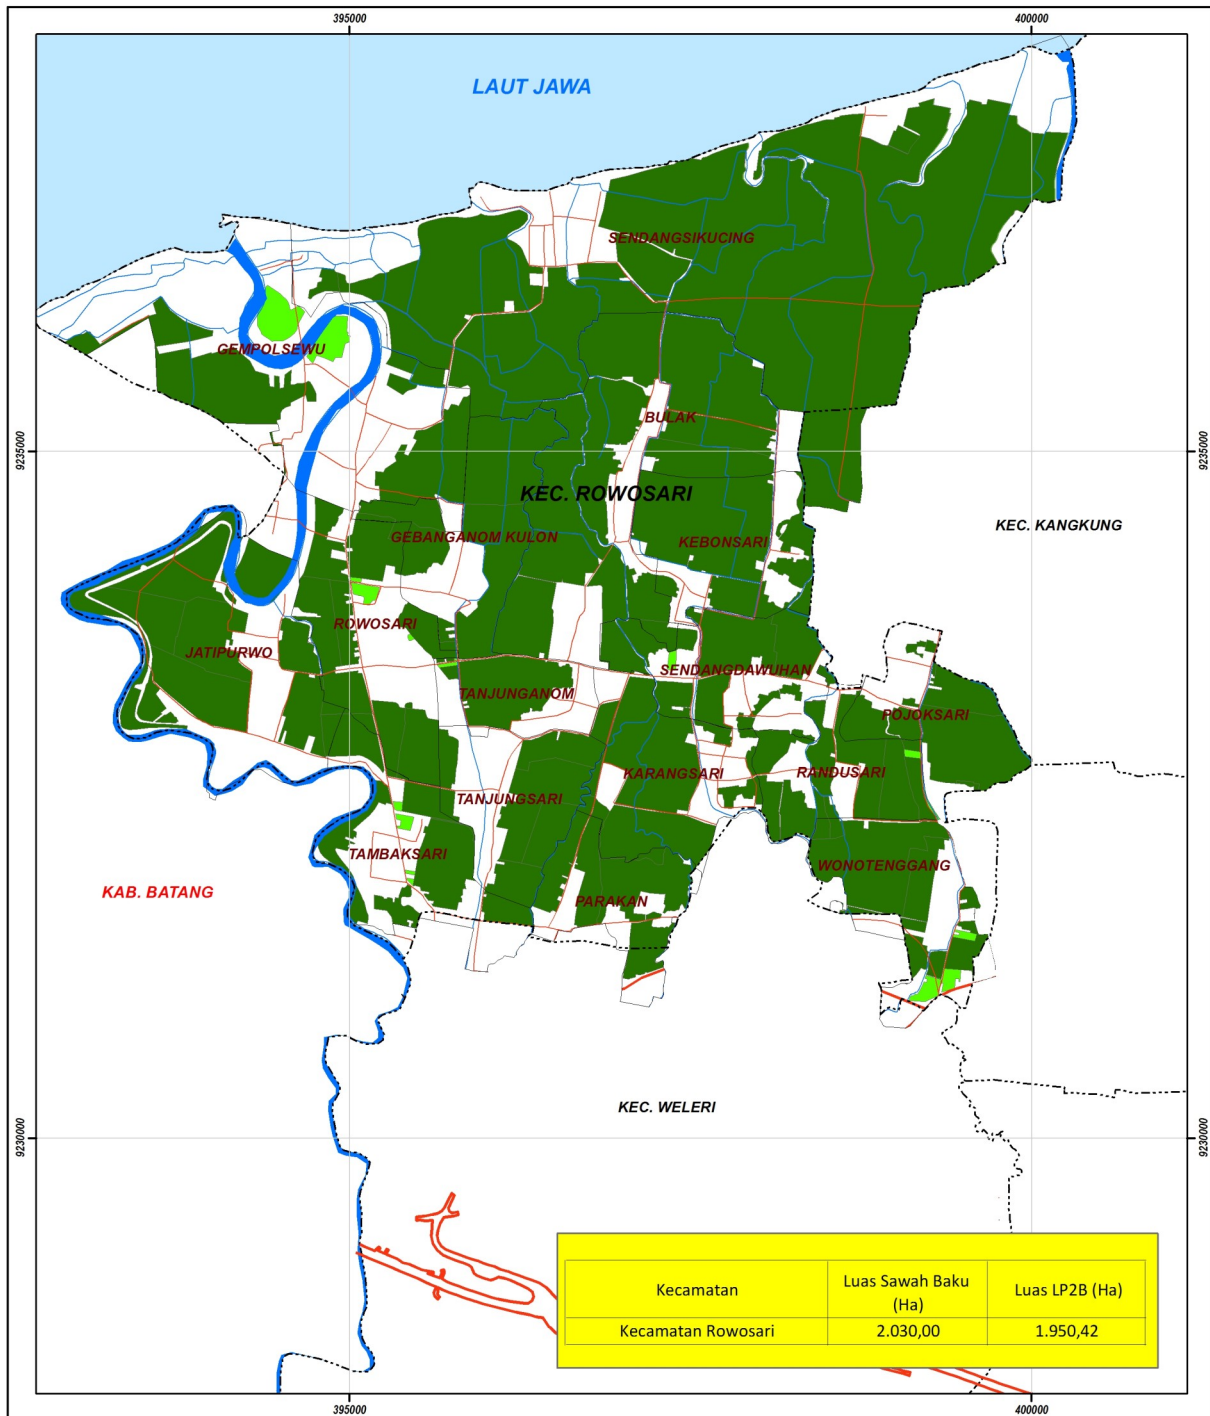 395000
400000
LAUT JAWA
SENDANGSIKUCING
GEMPOLSEWU
BULAK
9235000
9235000
KEC. ROWOSARI
KEC. KANGKUNG
GEBANGANOM KULON
KEBONSARI
ROWOSARI
JATIPURWO
SENDANGDAWUHAN
TANJUNGANOM
POJOKSARI
KARANGSARI
RANDUSARI
TANJUNGSARI
TAMBAKSARI
WONOTENGGANG
KAB. BATANG
PARAKAN
KEC. WELERI
9230000
9230000
Kecamatan
Luas Sawah Baku
(Ha)
Luas LP2B (Ha)
Kecamatan Rowosari
2.030,00
1.950,42
395000
400000